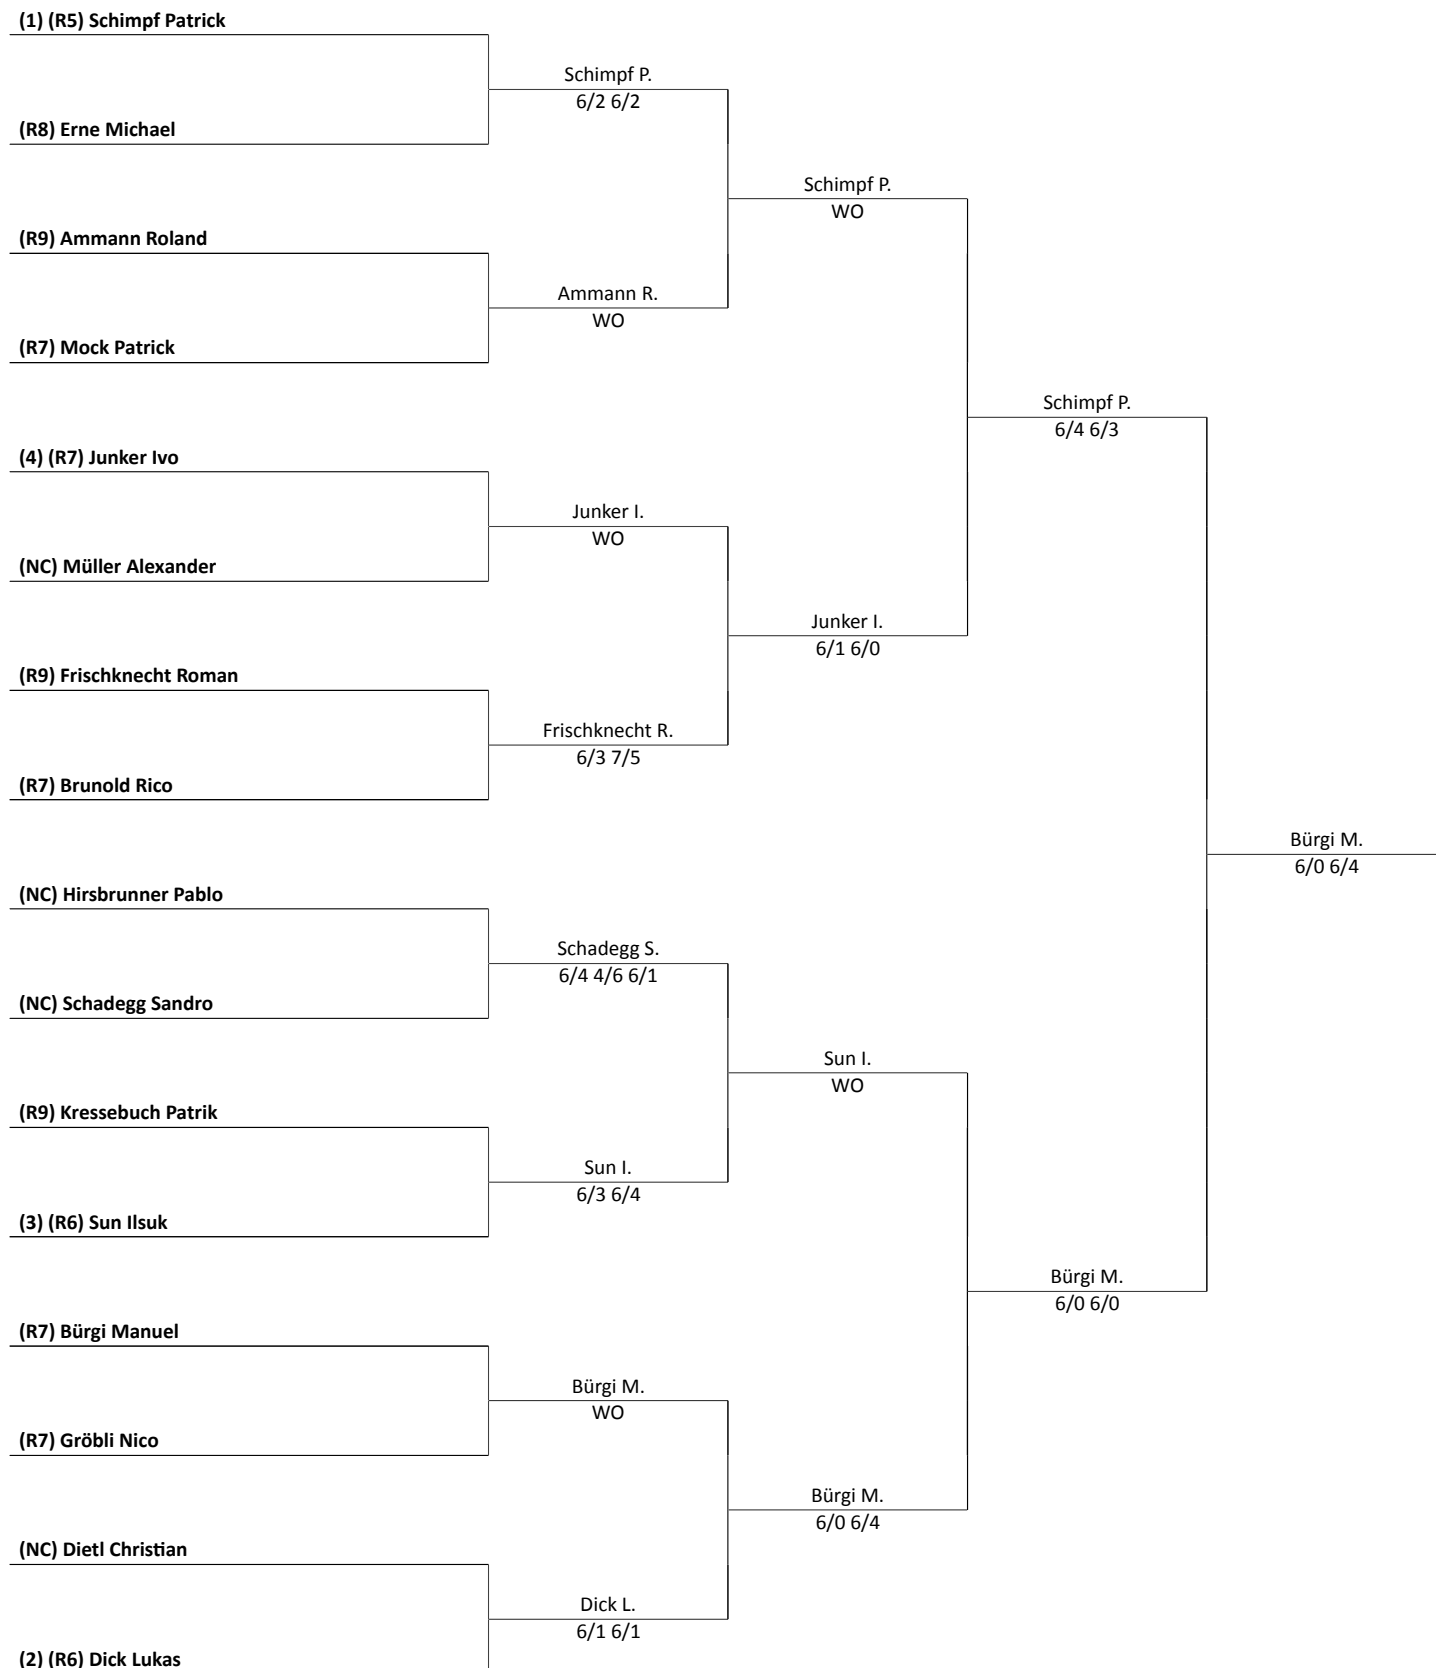 (1) (R5) Schimpf Patrick
Schimpf P.
6/2 6/2
(R8) Erne Michael
Schimpf P.
WO
(R9) Ammann Roland
Ammann R.
WO
(R7) Mock Patrick
Schimpf P.
6/4 6/3
(4) (R7) Junker Ivo
Junker I.
WO
(NC) Müller Alexander
Junker I.
6/1 6/0
(R9) Frischknecht Roman
Frischknecht R.
6/3 7/5
(R7) Brunold Rico
Bürgi M.
6/0 6/4
(NC) Hirsbrunner Pablo
Schadegg S.
6/4 4/6 6/1
(NC) Schadegg Sandro
Sun I.
WO
(R9) Kressebuch Patrik
Sun I.
6/3 6/4
(3) (R6) Sun Ilsuk
Bürgi M.
6/0 6/0
(R7) Bürgi Manuel
Bürgi M.
WO
(R7) Gröbli Nico
Bürgi M.
6/0 6/4
(NC) Dietl Christian
Dick L.
6/1 6/1
(2) (R6) Dick Lukas